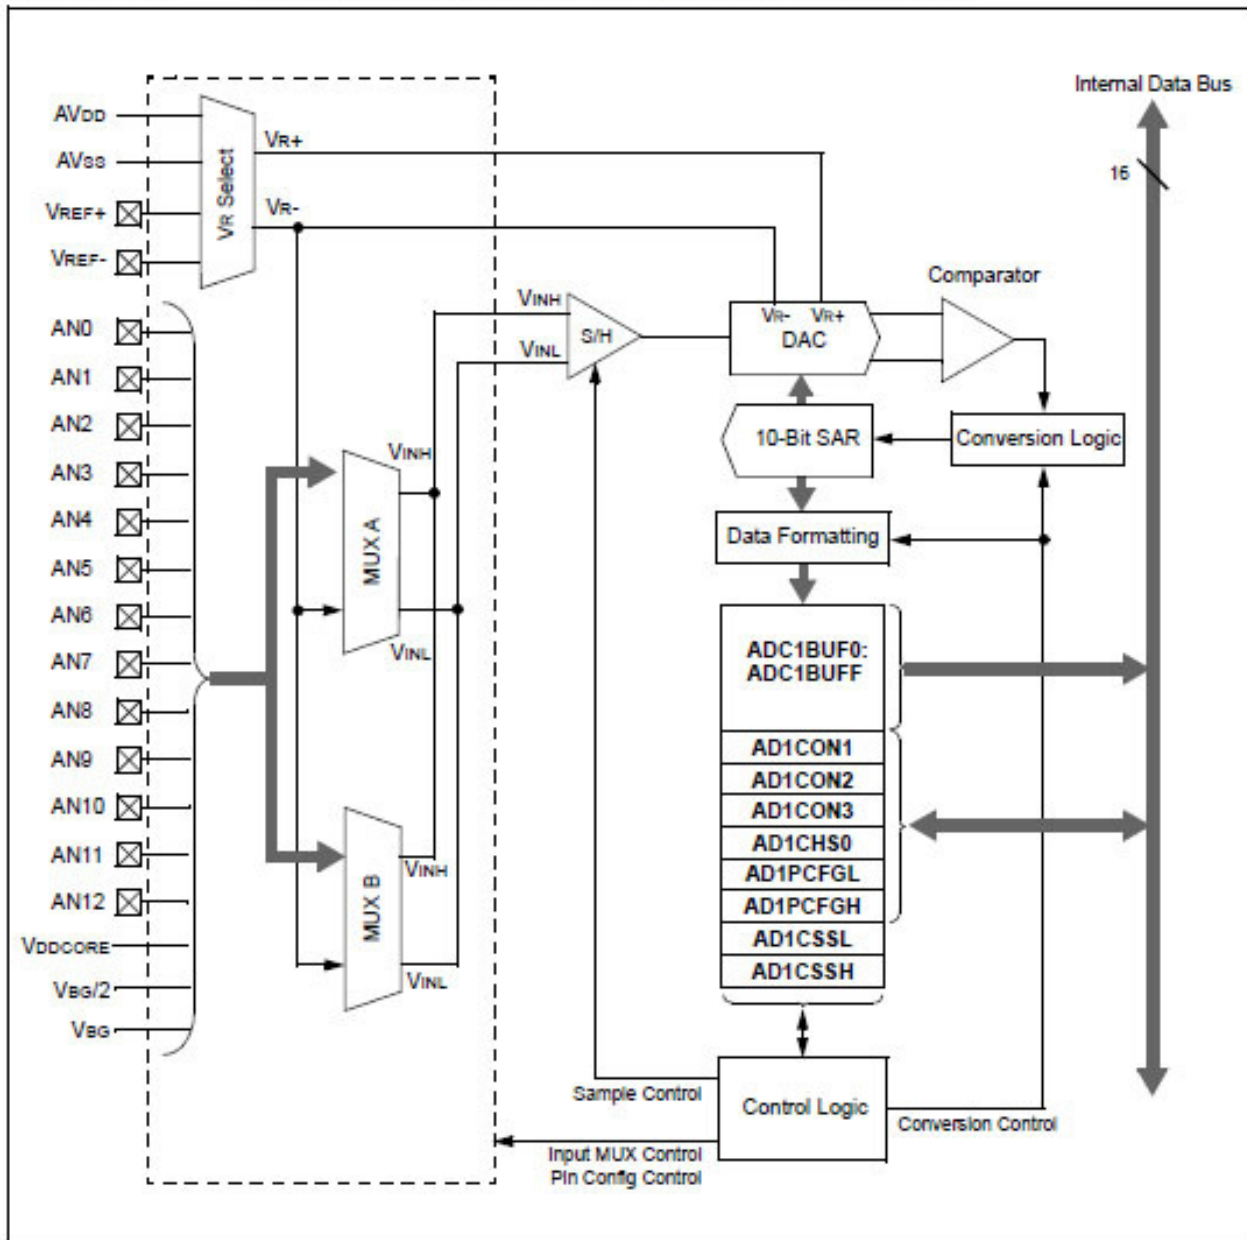 Internal Data Bus
16
AVDD
AVSS
VREF+
VREF-
VR Select
VR+
VR-
AN0
AN1
AN2
AN3
AN4
AN5
AN6
AN7
AN8
AN9
AN10
AN11
AN12
VDDCORE
VBG/2
VBG
VINH
MUX A
VINL
VINH
MUX B
VINL
VINH
VINL
S/H
VR- VR+
DAC
Comparator
10-Bit SAR
Conversion Logic
Data Formatting
ADC1BUF0:
ADC1BUFF
AD1CON1
AD1CON2
AD1CON3
AD1CHS0
AD1PCFGL
AD1PCFGH
AD1CSSL
AD1CSSH
Sample Control
Control Logic
Conversion Control
Input MUX Control
Pin Config Control